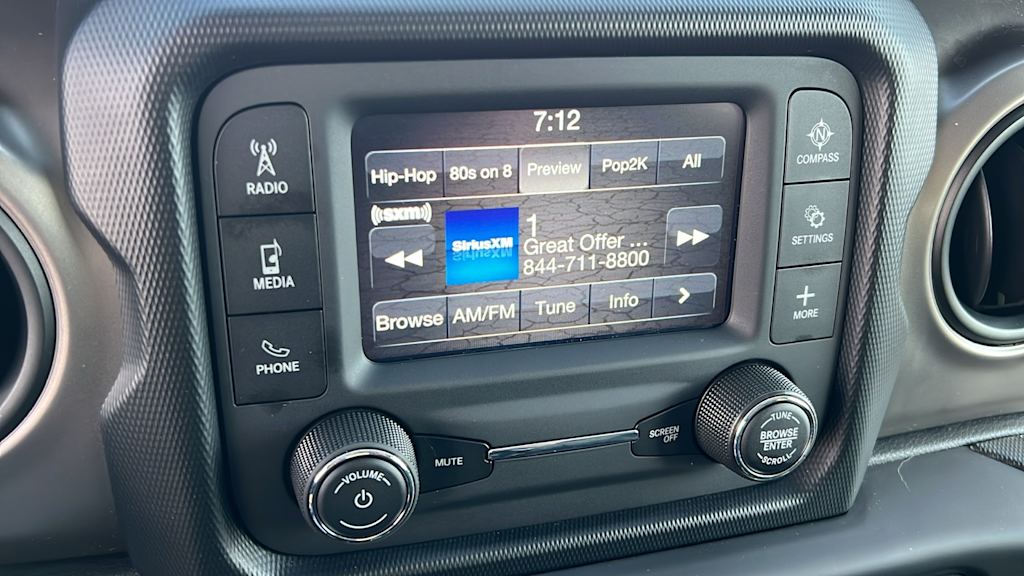 7:12
Hip-Hop 80s on 8 Preview Pop2K All
((sxm))
SiriusXM
1
Great Offer ...
844-711-8800
Browse AM/FM Tune Info >
RADIO
MEDIA
PHONE
N
COMPASS
SETTINGS
+
MORE
VOLUME
MUTE
SCREEN
OFF
TUNE
BROWSE
ENTER
SCROLL